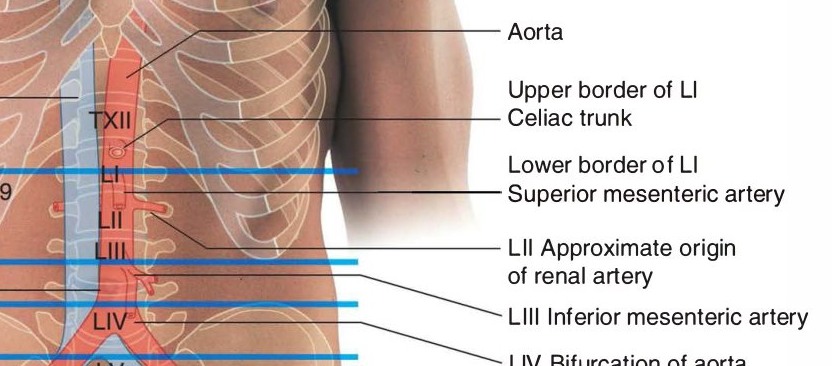 Aorta
Upper border of LI
Celiac trunk
TXII
Lower border of LI
LI
Superior mesenteric artery
9
LII
LII Approximate origin
of renal artery
LIII
LIII Inferior mesenteric artery
LIV
LIV Bifurcation of aorta
LV